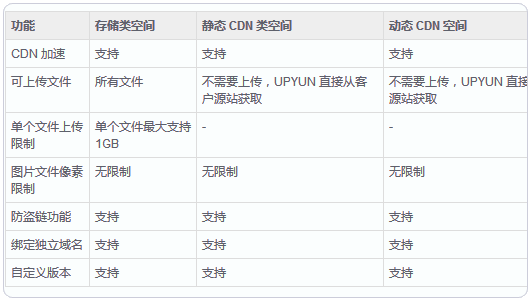 功能 存储类空间 静态 CDN 类空间 动态 CDN 空间
CDN 加速 支持 支持 支持
可上传文件 所有文件 不需要上传，UPYUN 直接从客 不需要上传，UPYUN 直接
户源站获取 源站获取
单个文件上传 单个文件最大支持 - -
限制 1GB
图片文件像素 无限制 无限制 无限制
限制
防盗链功能 支持 支持 支持
绑定独立域名 支持 支持 支持
自定义版本 支持 支持 支持